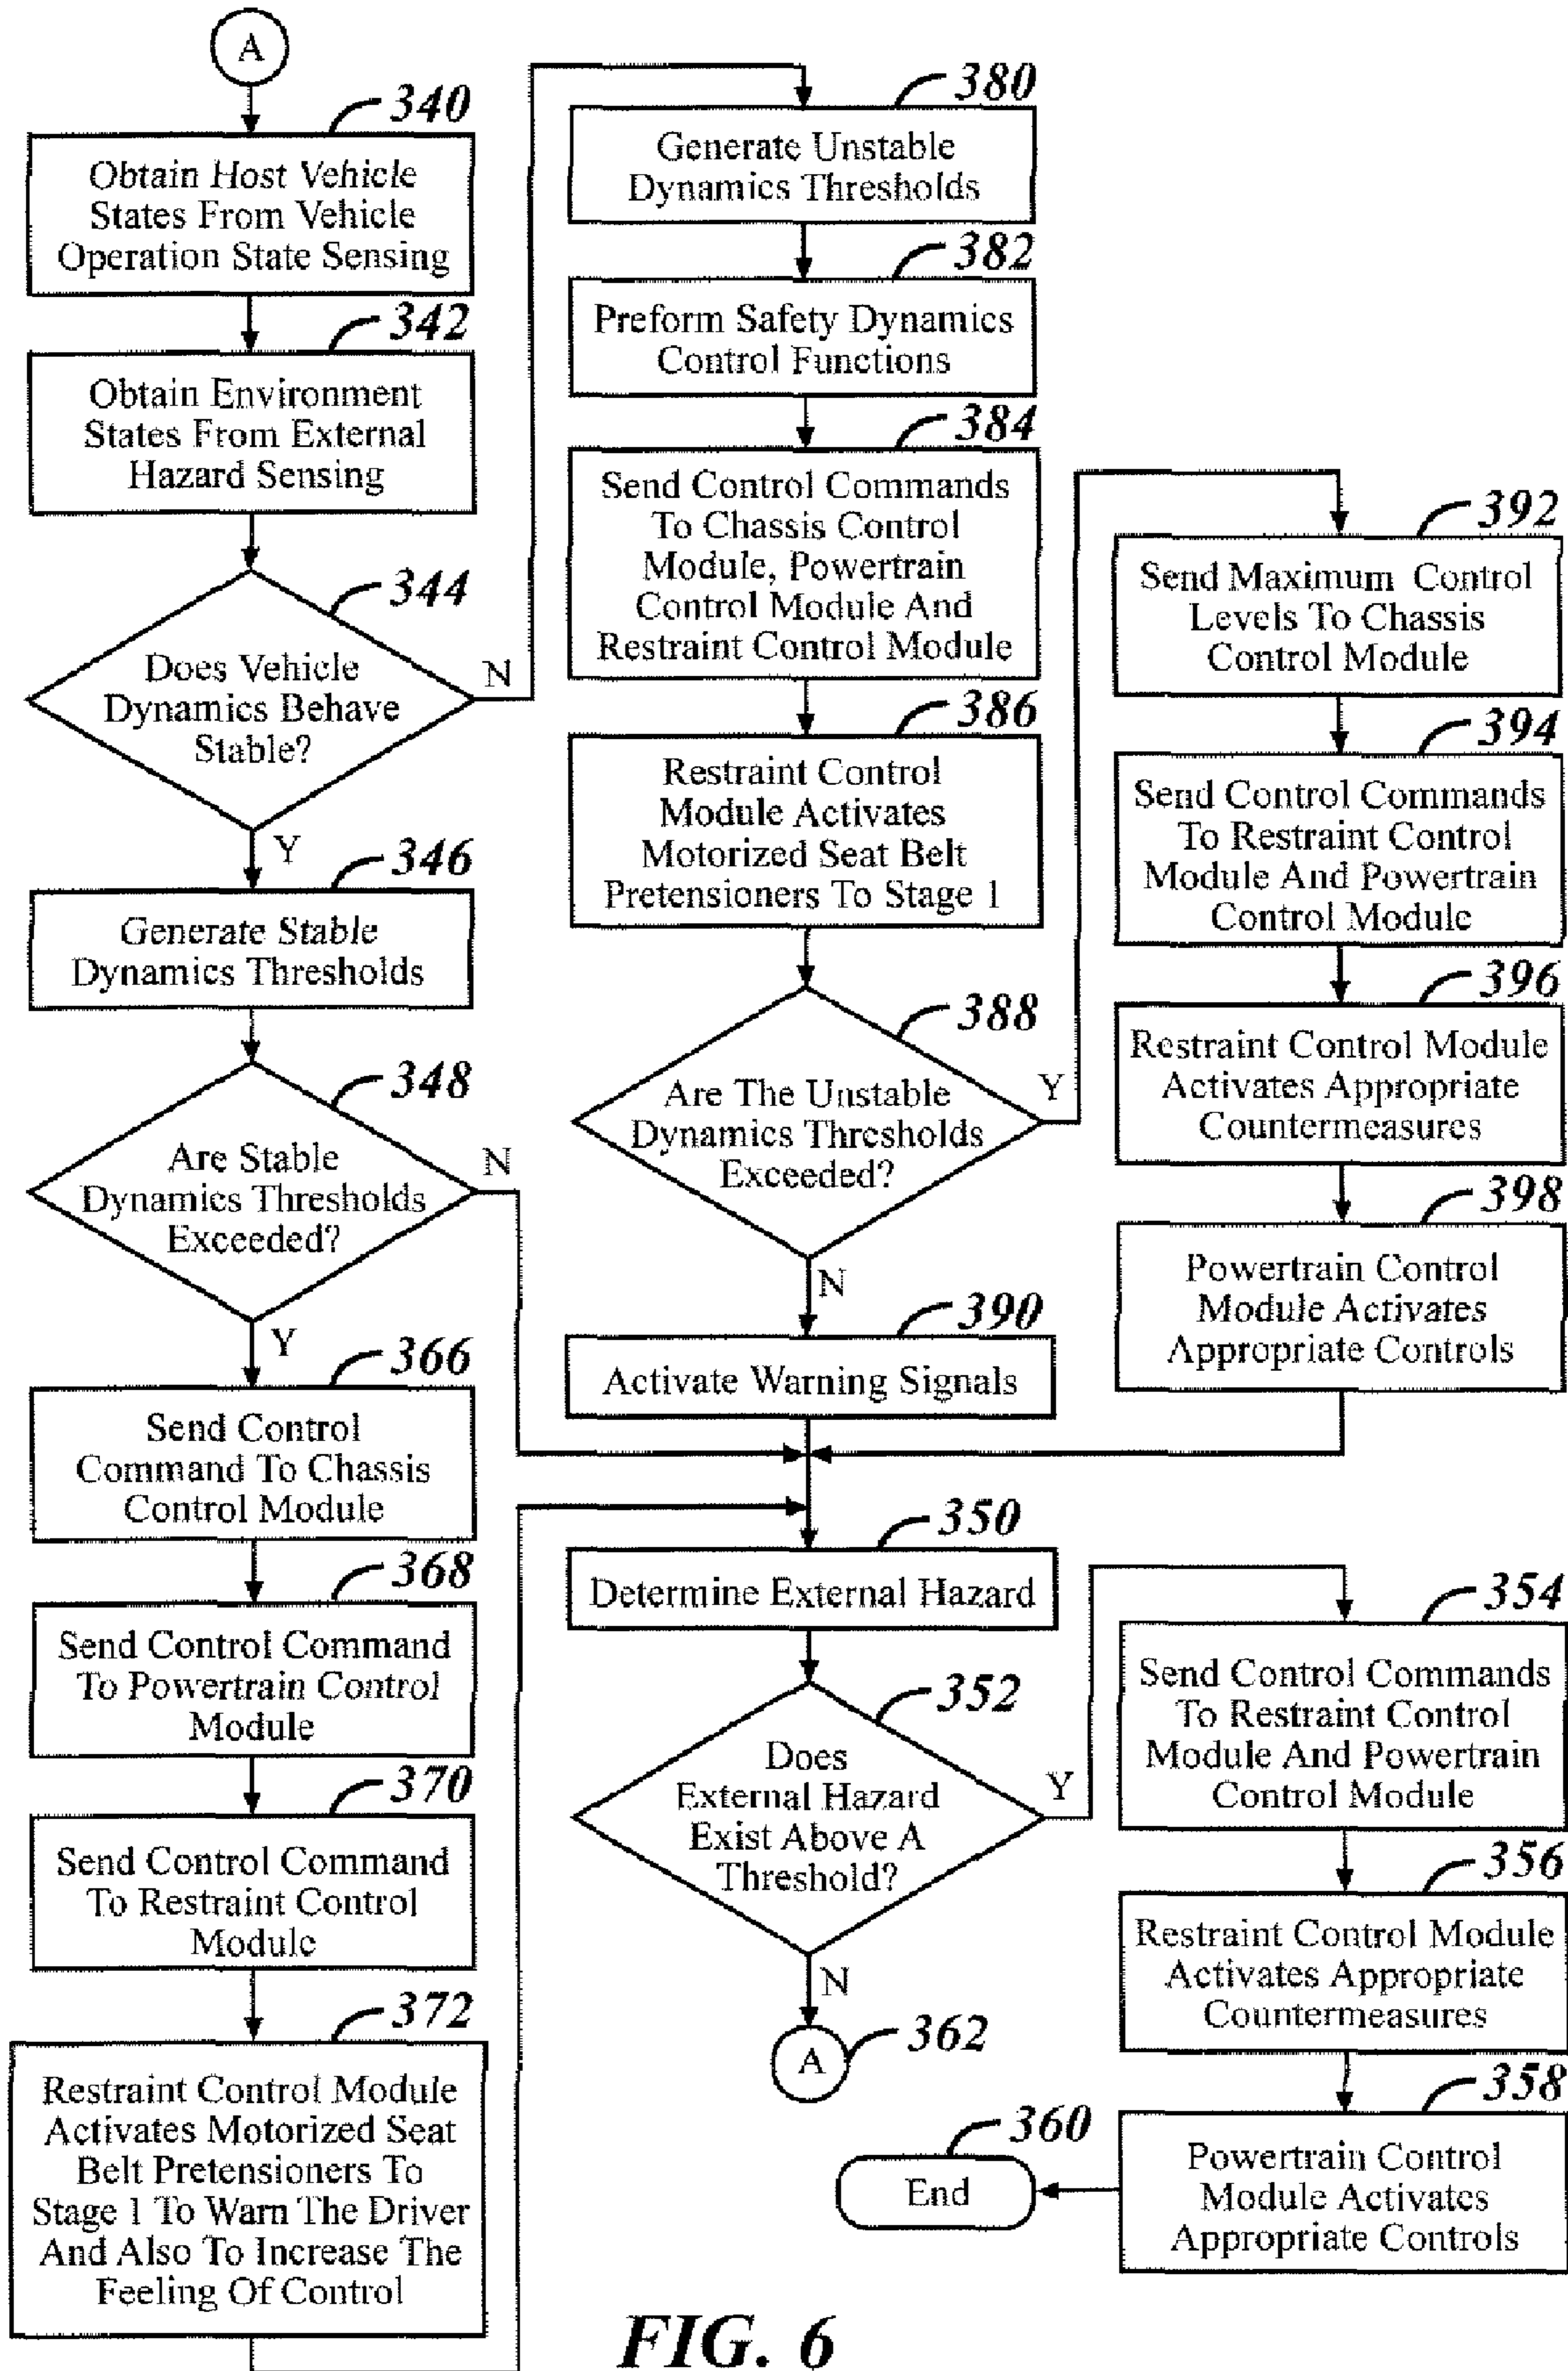 A
340
Obtain Host Vehicle
States From Vehicle
Operation State Sensing
342
Obtain Environment
States From External
Hazard Sensing
344
Does Vehicle
Dynamics Behave
Stable?
N
Y
346
Generate Stable
Dynamics Thresholds
348
Are Stable
Dynamics Thresholds
Exceeded?
N
Y
366
Send Control
Command To Chassis
Control Module
368
Send Control Command
To Powertrain Control
Module
370
Send Control Command
To Restraint Control
Module
372
Restraint Control Module
Activates Motorized Seat
Belt Pretensioners To
Stage 1 To Warn The Driver
And Also To Increase The
Feeling Of Control
380
Generate Unstable
Dynamics Thresholds
382
Preform Safety Dynamics
Control Functions
384
Send Control Commands
To Chassis Control
Module, Powertrain
Control Module And
Restraint Control Module
386
Restraint Control
Module Activates
Motorized Seat Belt
Pretensioners To Stage 1
388
Are The Unstable
Dynamics Thresholds
Exceeded?
Y
N
390
Activate Warning Signals
392
Send Maximum Control
Levels To Chassis
Control Module
394
Send Control Commands
To Restraint Control
Module And Powertrain
Control Module
396
Restraint Control Module
Activates Appropriate
Countermeasures
398
Powertrain Control
Module Activates
Appropriate Controls
350
Determine External Hazard
352
Does
External Hazard
Exist Above A
Threshold?
Y
N
362
A
354
Send Control Commands
To Restraint Control
Module And Powertrain
Control Module
356
Restraint Control Module
Activates Appropriate
Countermeasures
358
Powertrain Control
Module Activates
Appropriate Controls
360
End
FIG. 6